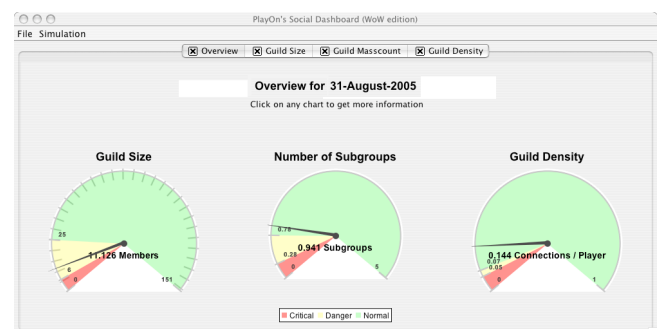 PlayOn's Social Dashboard (WoW edition)
File Simulation
Overview Guild Size Guild Masscount Guild Density
Overview for 31-August-2005
Click on any chart to get more information
Guild Size
25
11.126 Members
6
0
151
Number of Subgroups
0.76
0.941 Subgroups
0.25
0
5
Guild Density
0.144 Connections / Player
0.07
0.05
0
1
Critical Danger Normal